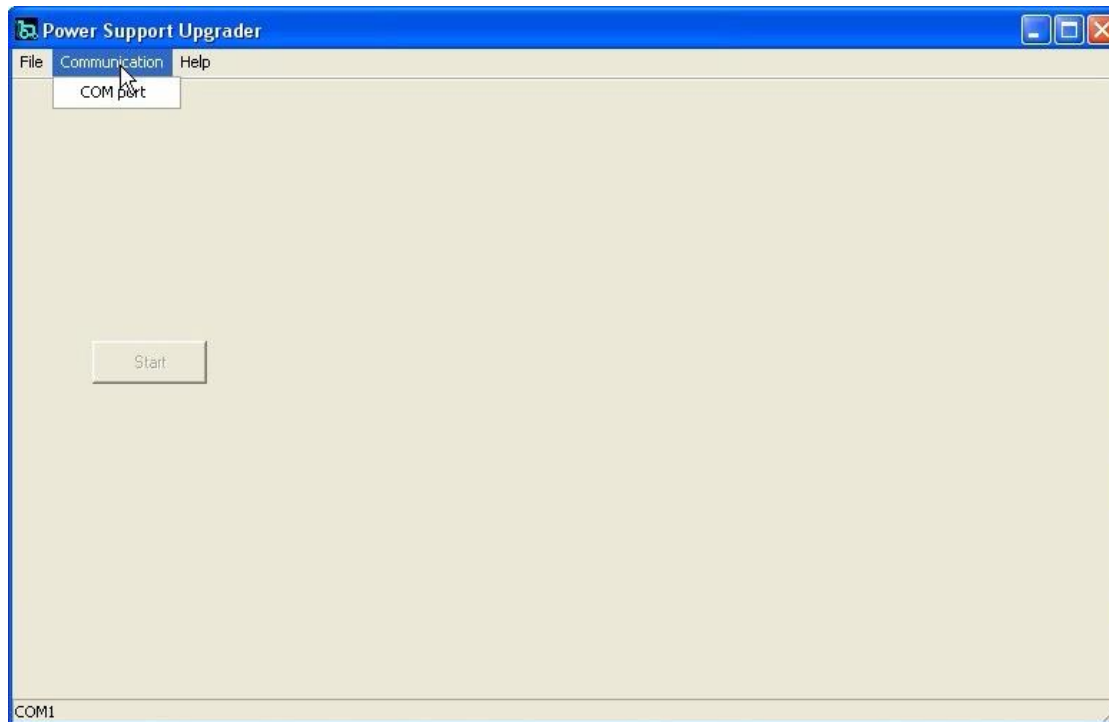 Power Support Upgrader
File Communication Help
COM port
Start
COM1